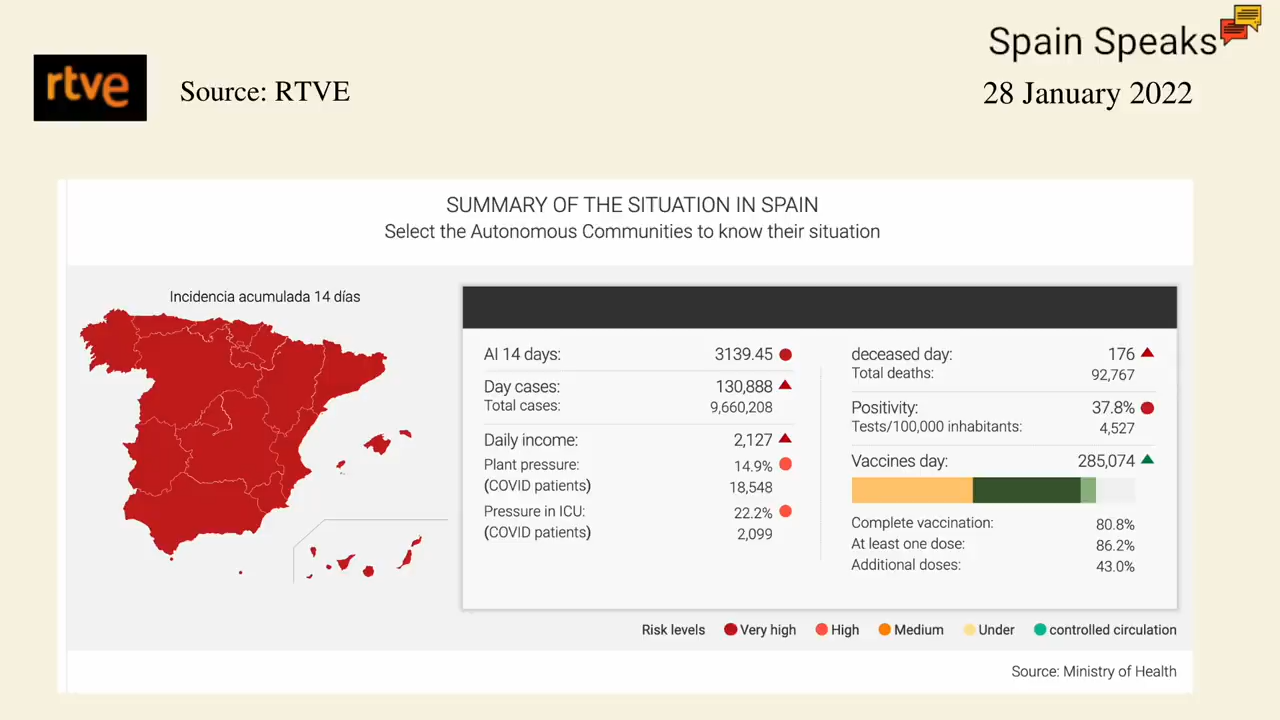 Spain Speaks
rtve
Source: RTVE
28 January 2022
SUMMARY OF THE SITUATION IN SPAIN
Select the Autonomous Communities to know their situation
Incidencia acumulada 14 días
AI 14 days: 3139.45
Day cases: 130,888
Total cases: 9,660,208
Daily income: 2,127
Plant pressure: 14.9%
(COVID patients) 18,548
Pressure in ICU: 22.2%
(COVID patients) 2,099
deceased day: 176
Total deaths: 92,767
Positivity: 37.8%
Tests/100,000 inhabitants: 4,527
Vaccines day: 285,074
Complete vaccination: 80.8%
At least one dose: 86.2%
Additional doses: 43.0%
Risk levels Very high High Medium Under controlled circulation
Source: Ministry of Health